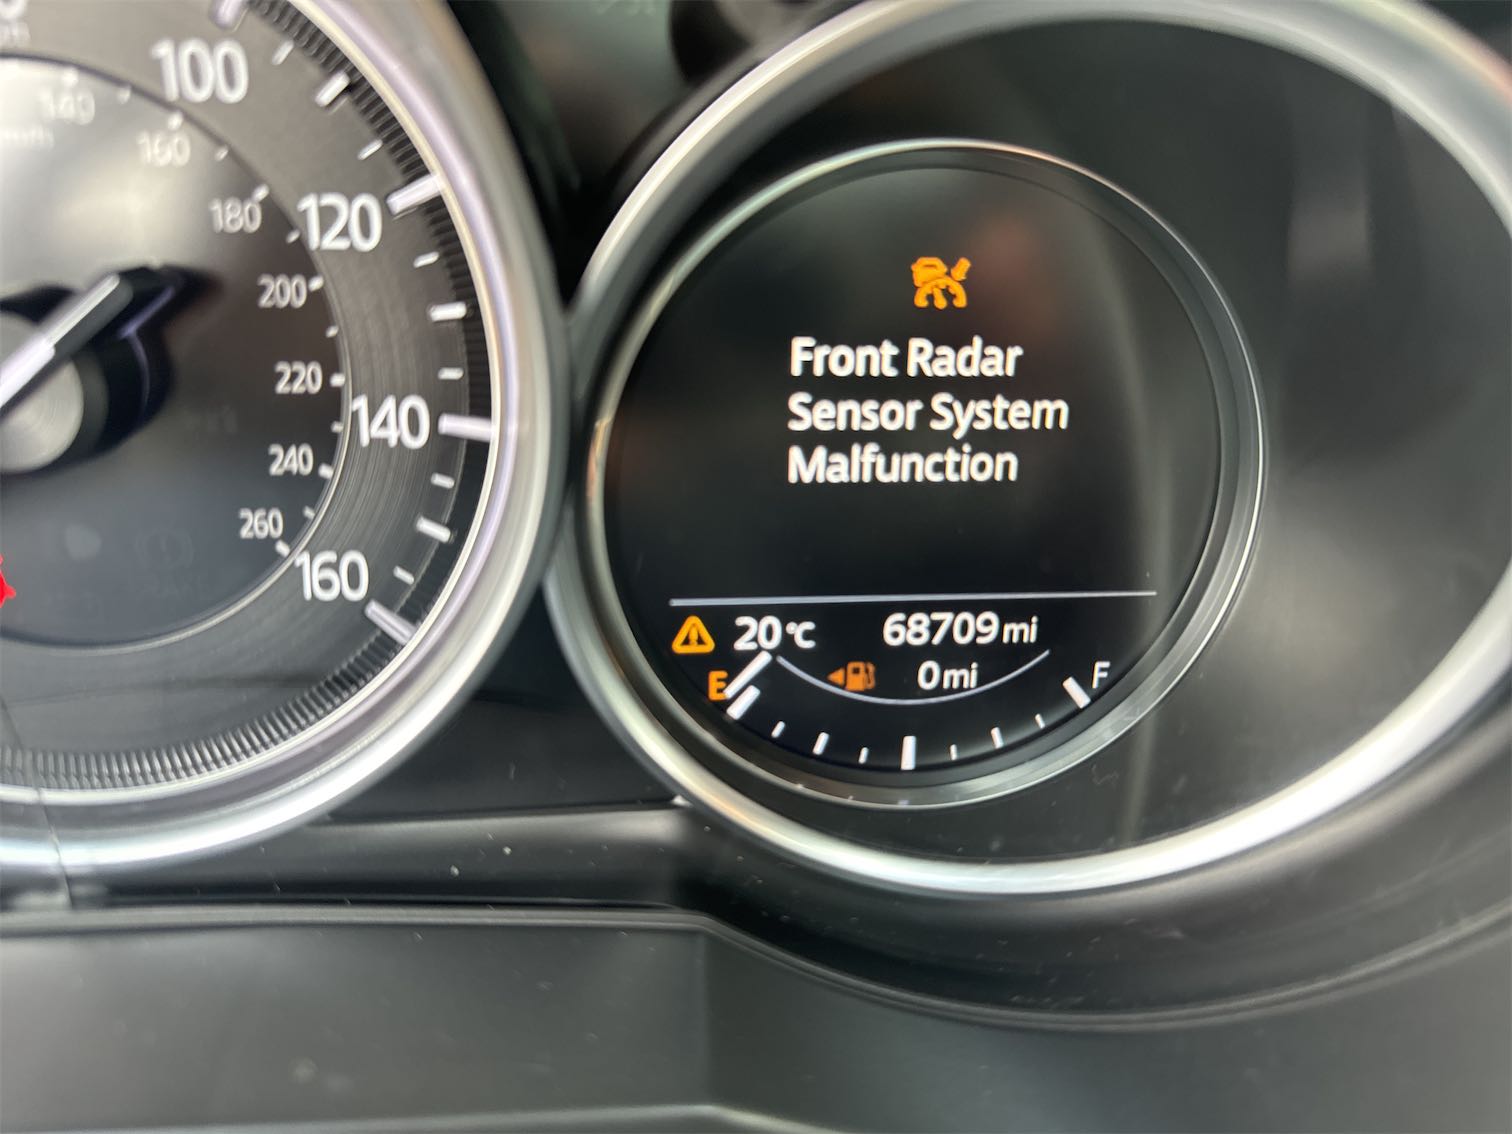 100
120
140
160
140
160
180
200
220
240
260
Front Radar
Sensor System
Malfunction
20°C
68709 mi
0 mi
E
F